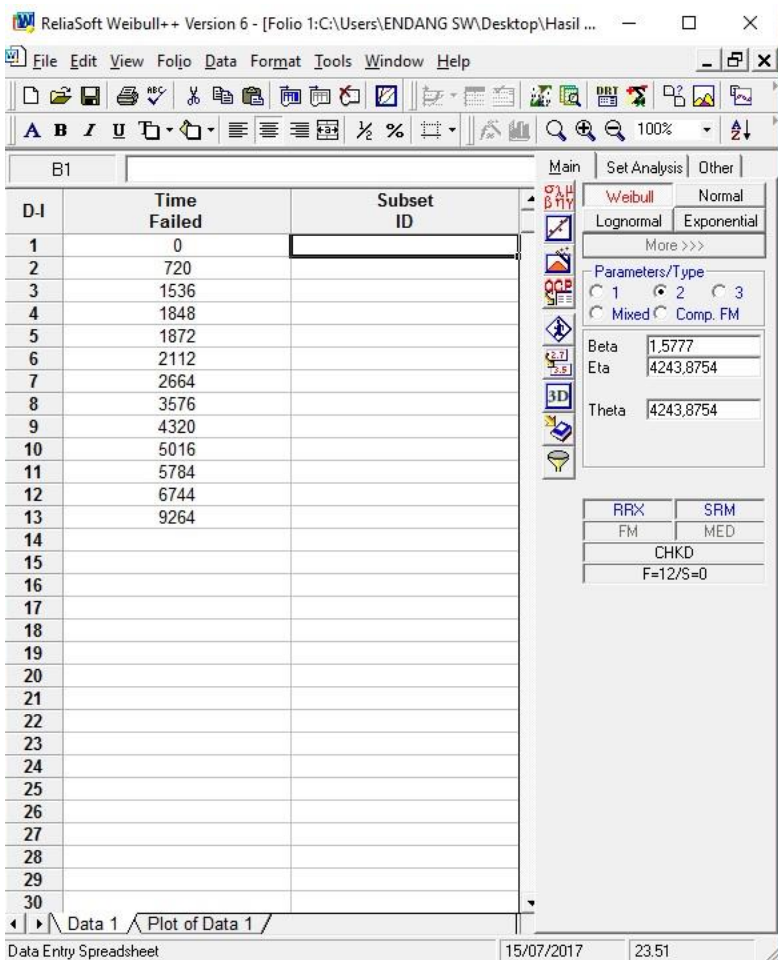 ReliaSoft Weibull++ Version 6 - [Folio 1:C:\Users\ENDANG SW\Desktop\Hasil ...
File Edit View Folio Data Format Tools Window Help
A B I U 100%
B1
Main Set Analysis Other
D-I Time Failed Subset ID
1 0
2 720
3 1536
4 1848
5 1872
6 2112
7 2664
8 3576
9 4320
10 5016
11 5784
12 6744
13 9264
14
15
16
17
18
19
20
21
22
23
24
25
26
27
28
29
30
Weibull Normal
Lognormal Exponential
More >>>
Parameters/Type
1 2 3
Mixed Comp. FM
Beta 1,5777
Eta 4243,8754
Theta 4243,8754
RRX SRM
FM MED
CHKD
F=12/S=0
QCP
3D
Data 1 Plot of Data 1
Data Entry Spreadsheet 15/07/2017 23.51